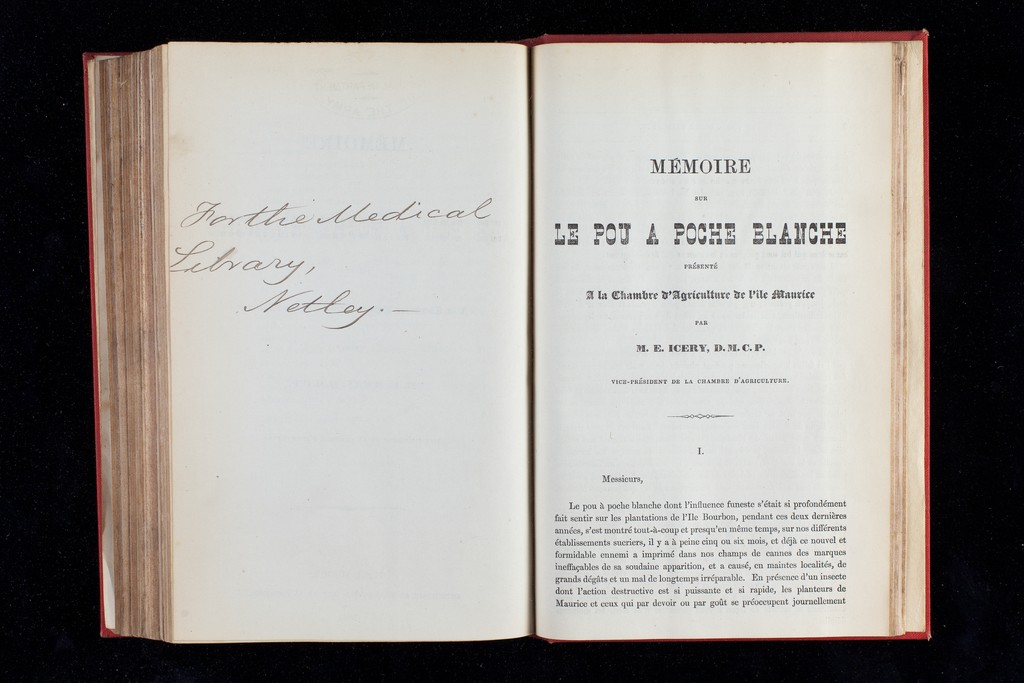 For the Medical
Library,
Netley. —
MÉMOIRE
SUR
LE POU A POCHE BLANCHE
PRÉSENTÉ
A la Chambre d'Agriculture de l'île Maurice
PAR
M. E. ICERY, D. M. C. P.
VICE-PRÉSIDENT DE LA CHAMBRE D'AGRICULTURE.
I.
Messieurs,
Le pou à poche blanche dont l'influence funeste s'était si profondément
fait sentir sur les plantations de l'Ile Bourbon, pendant ces deux dernières
années, s'est montré tout-à-coup et presqu'en même temps, sur nos différents
établissements sucriers, il y a à peine cinq ou six mois, et déjà ce nouvel et
formidable ennemi a imprimé dans nos champs de cannes des marques
ineffaçables de sa soudaine apparition, et a causé, en maintes localités, de
grands dégâts et un mal de longtemps irréparable. En présence d'un insecte
dont l'action destructive est si puissante et si rapide, les planteurs de
Maurice et ceux qui par devoir ou par goût se préoccupent journellement